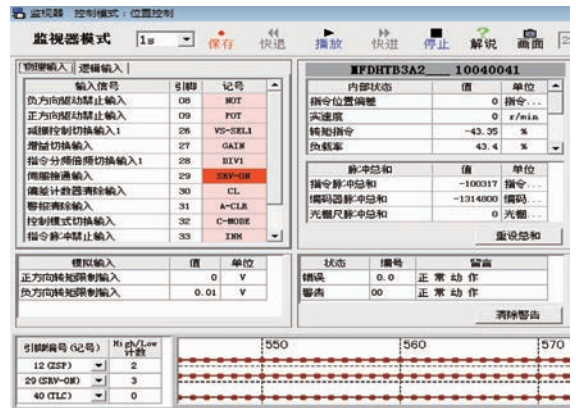 监视器 控制模式：位置控制
监视器模式 1s 保存 快退 播放 快进 停止 解说 画面
物理输入 逻辑输入
输入信号 引脚 记号
负方向驱动禁止输入 08 NOT
正方向驱动禁止输入 09 POT
减振控制切换输入1 26 VS-SEL1
增益切换输入 27 GAIN
指令分频倍频切换输入1 28 DIV1
伺服接通输入 29 SRV-ON
偏差计数器清除输入 30 CL
警报清除输入 31 A-CLR
控制模式切换输入 32 C-MODE
指令脉冲禁止输入 33 INH
MFDHTB3A2___ 10040041
内部状态 值 单位
指令位置偏差 0 指令...
实速度 0 r/min
转矩指令 -43.35 %
负载率 43.4 %
脉冲总和 值 单位
指令脉冲总和 -100317 指令...
编码器脉冲总和 -1314800 编码...
光栅尺脉冲总和 0 光栅...
重设总和
模拟输入 值 单位
正方向转矩限制输入 0 V
负方向转矩限制输入 0.01 V
状态 编号 留言
错误 0.0 正常动作
警告 00 正常动作
清除警告
引脚编号(记号) High/Low计数
12 (ZSP) 2
29 (SRV-ON) 3
40 (TLC) 0
550 560 570